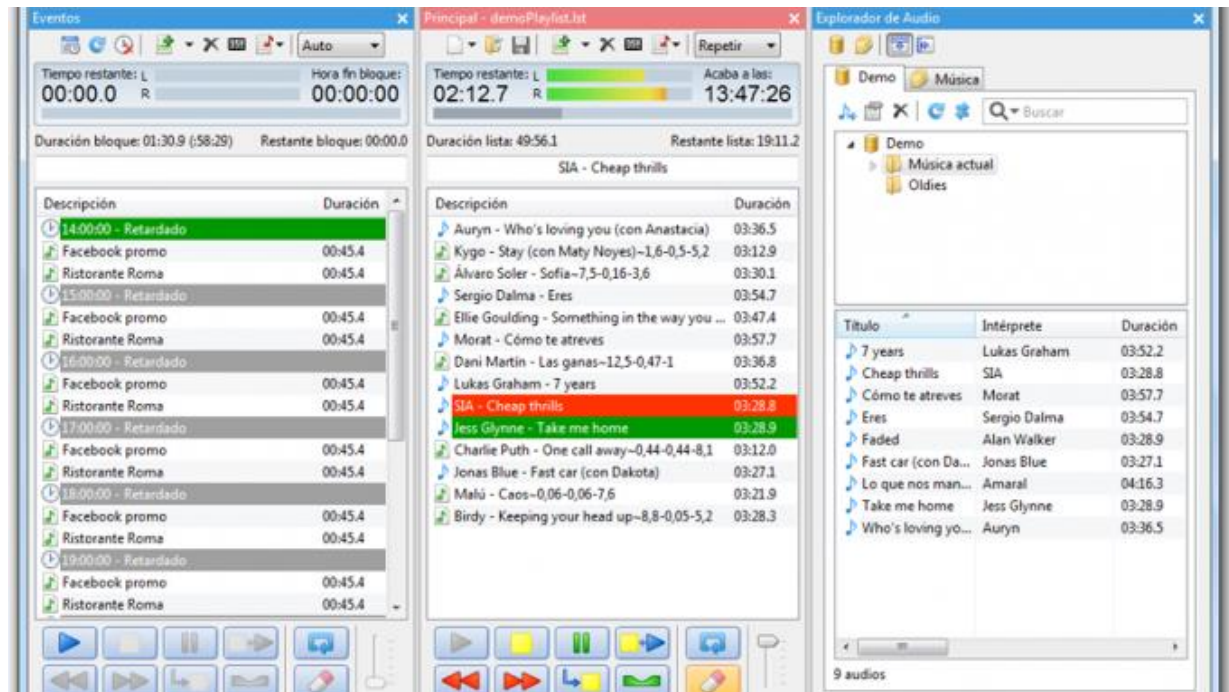 Eventos
Auto
Tiempo restante: L
Hora fin bloque:
00:00.0 R
00:00:00
Duración bloque: 01:30.9 (:58:29) Restante bloque: 00:00.0
Descripción Duración
14:00:00 - Retardado
Facebook promo 00:45.4
Ristorante Roma 00:45.4
15:00:00 - Retardado
Facebook promo 00:45.4
Ristorante Roma 00:45.4
16:00:00 - Retardado
Facebook promo 00:45.4
Ristorante Roma 00:45.4
17:00:00 - Retardado
Facebook promo 00:45.4
Ristorante Roma 00:45.4
18:00:00 - Retardado
Facebook promo 00:45.4
Ristorante Roma 00:45.4
19:00:00 - Retardado
Facebook promo 00:45.4
Ristorante Roma 00:45.4
Principal - demoPlaylist.lst
Repetir
Tiempo restante: L
Acaba a las:
02:12.7 R
13:47:26
Duración lista: 49:56.1 Restante lista: 19:11.2
SIA - Cheap thrills
Descripción Duración
Auryn - Who's loving you (con Anastacia) 03:36.5
Kygo - Stay (con Maty Noyes)~1,6-0,5-5,2 03:12.9
Álvaro Soler - Sofia~7,5-0,16-3,6 03:30.1
Sergio Dalma - Eres 03:54.7
Ellie Goulding - Something in the way you ... 03:47.4
Morat - Cómo te atreves 03:57.7
Dani Martín - Las ganas~12,5-0,47-1 03:36.8
Lukas Graham - 7 years 03:52.2
SIA - Cheap thrills 03:28.8
Jess Glynne - Take me home 03:28.9
Charlie Puth - One call away~0,44-0,44-8,1 03:12.0
Jonas Blue - Fast car (con Dakota) 03:27.1
Malú - Caos~0,06-0,06-7,6 03:21.9
Birdy - Keeping your head up~8,8-0,05-5,2 03:28.3
Explorador de Audio
Demo Música
Buscar
Demo
Música actual
Oldies
Título Intérprete Duración
7 years Lukas Graham 03:52.2
Cheap thrills SIA 03:28.8
Cómo te atreves Morat 03:57.7
Eres Sergio Dalma 03:54.7
Faded Alan Walker 03:28.9
Fast car (con Da... Jonas Blue 03:27.1
Lo que nos man... Amaral 04:16.3
Take me home Jess Glynne 03:28.9
Who's loving yo... Auryn 03:36.5
9 audios